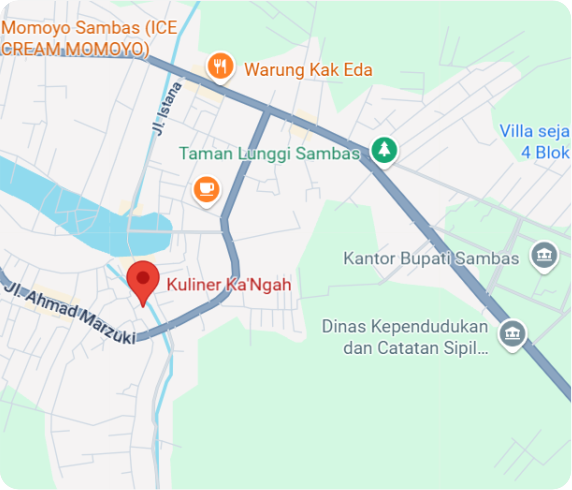 Momoyo Sambas (ICE
CREAM MOMOYO)
Warung Kak Eda
Jl. Istana
Villa seja
4 Blok
Taman Lunggi Sambas
Kantor Bupati Sambas
Kuliner Ka'Ngah
Jl. Ahmad Marzuki
Dinas Kependudukan
dan Catatan Sipil...